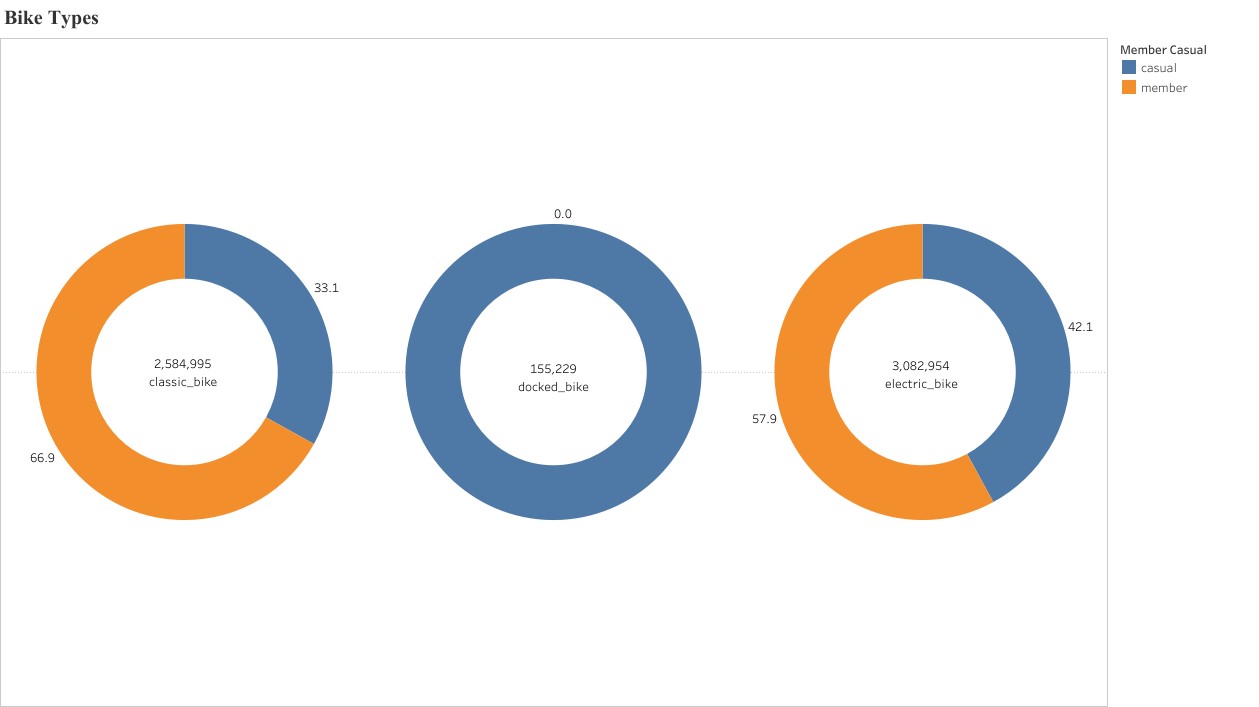 Bike Types
Member Casual
casual
member
33.1
2,584,995
classic_bike
66.9
0.0
155,229
docked_bike
42.1
3,082,954
electric_bike
57.9